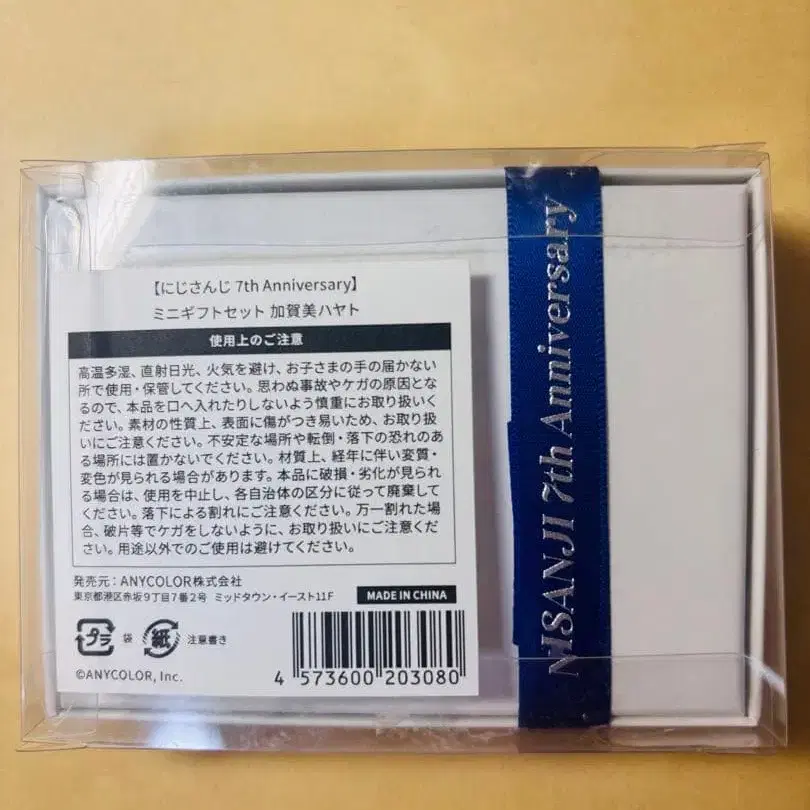 【にじさんじ 7th Anniversary】
ミニギフトセット 加賀美ハヤト
使用上のご注意
高温多湿、直射日光、火気を避け、お子さまの手の届かない
所で使用・保管してください。思わぬ事故やケガの原因とな
るので、本品を口へ入れたりしないよう慎重にお取り扱いく
ださい。素材の性質上、表面に傷がつき易いため、お取り扱
いにご注意ください。不安定な場所や転倒・落下の恐れのあ
る場所には置かないでください。材質上、経年に伴い変質・
変色が見られる場合があります。本品に破損・劣化が見られ
る場合は、使用を中止し、各自治体の区分に従って廃棄して
ください。落下による割れにご注意ください。万一割れた場
合、破片等でケガをしないように、お取り扱いにご注意くだ
さい。用途以外でのご使用は避けてください。
発売元：ANYCOLOR株式会社
東京都港区赤坂９丁目７番２号 ミッドタウン・イースト11F
MADE IN CHINA
プラ 袋 紙 注意書き
©ANYCOLOR, Inc.
4 573600 203080
NIJISANJI 7th Anniversary